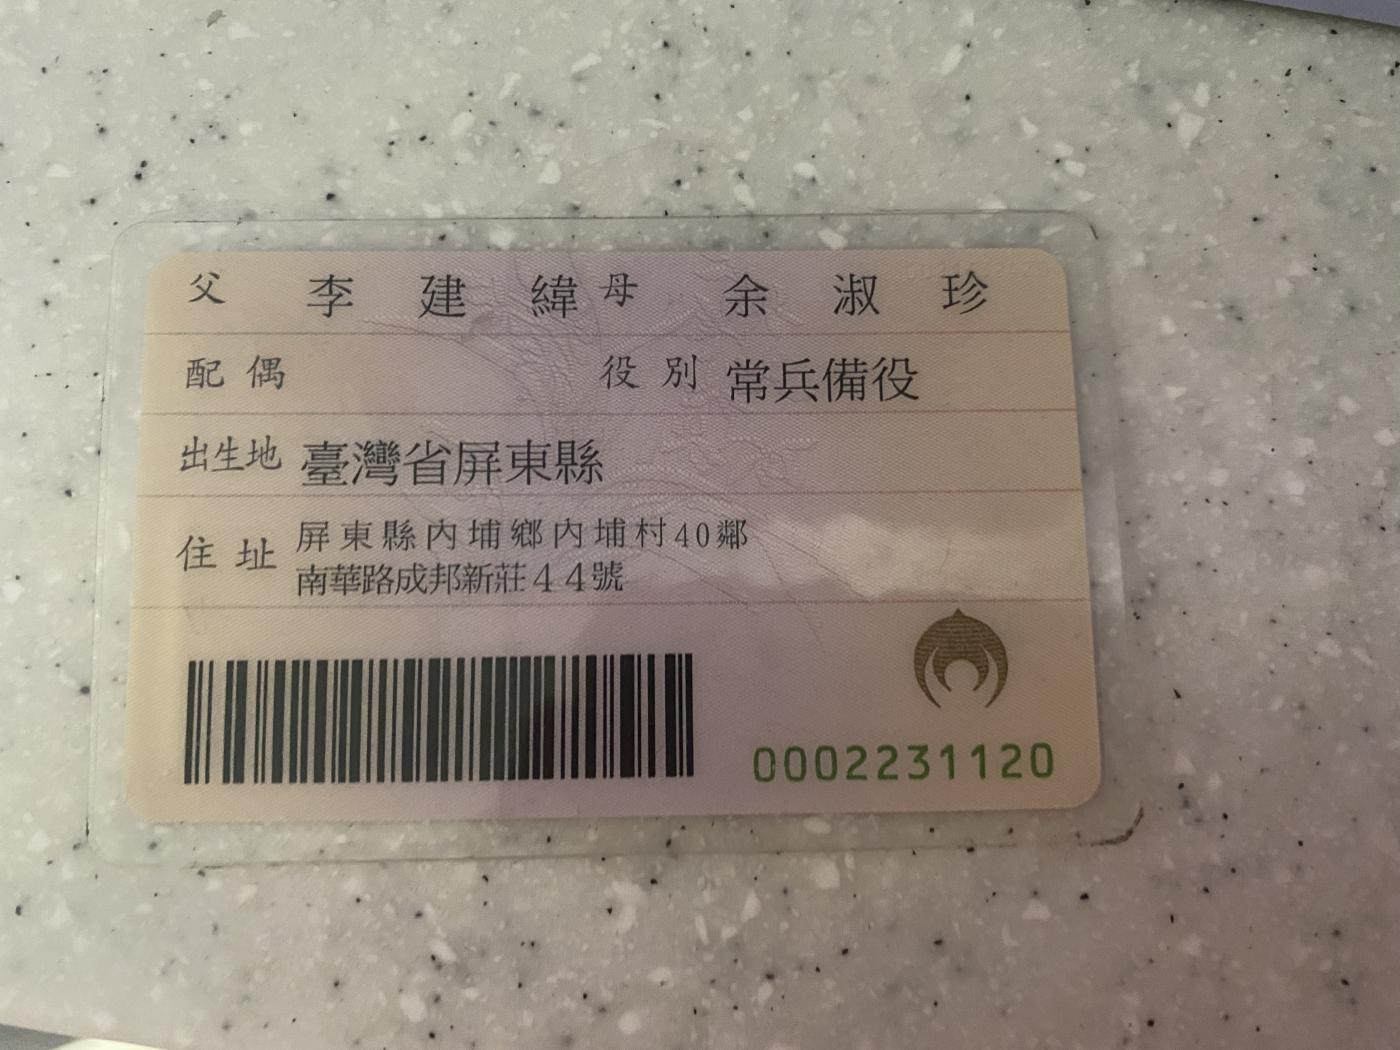 父 李建緯 母 余淑珍
配偶 役別 常兵備役
出生地 臺灣省屏東縣
住址 屏東縣內埔鄉內埔村40鄰
南華路成邦新莊44號
0002231120